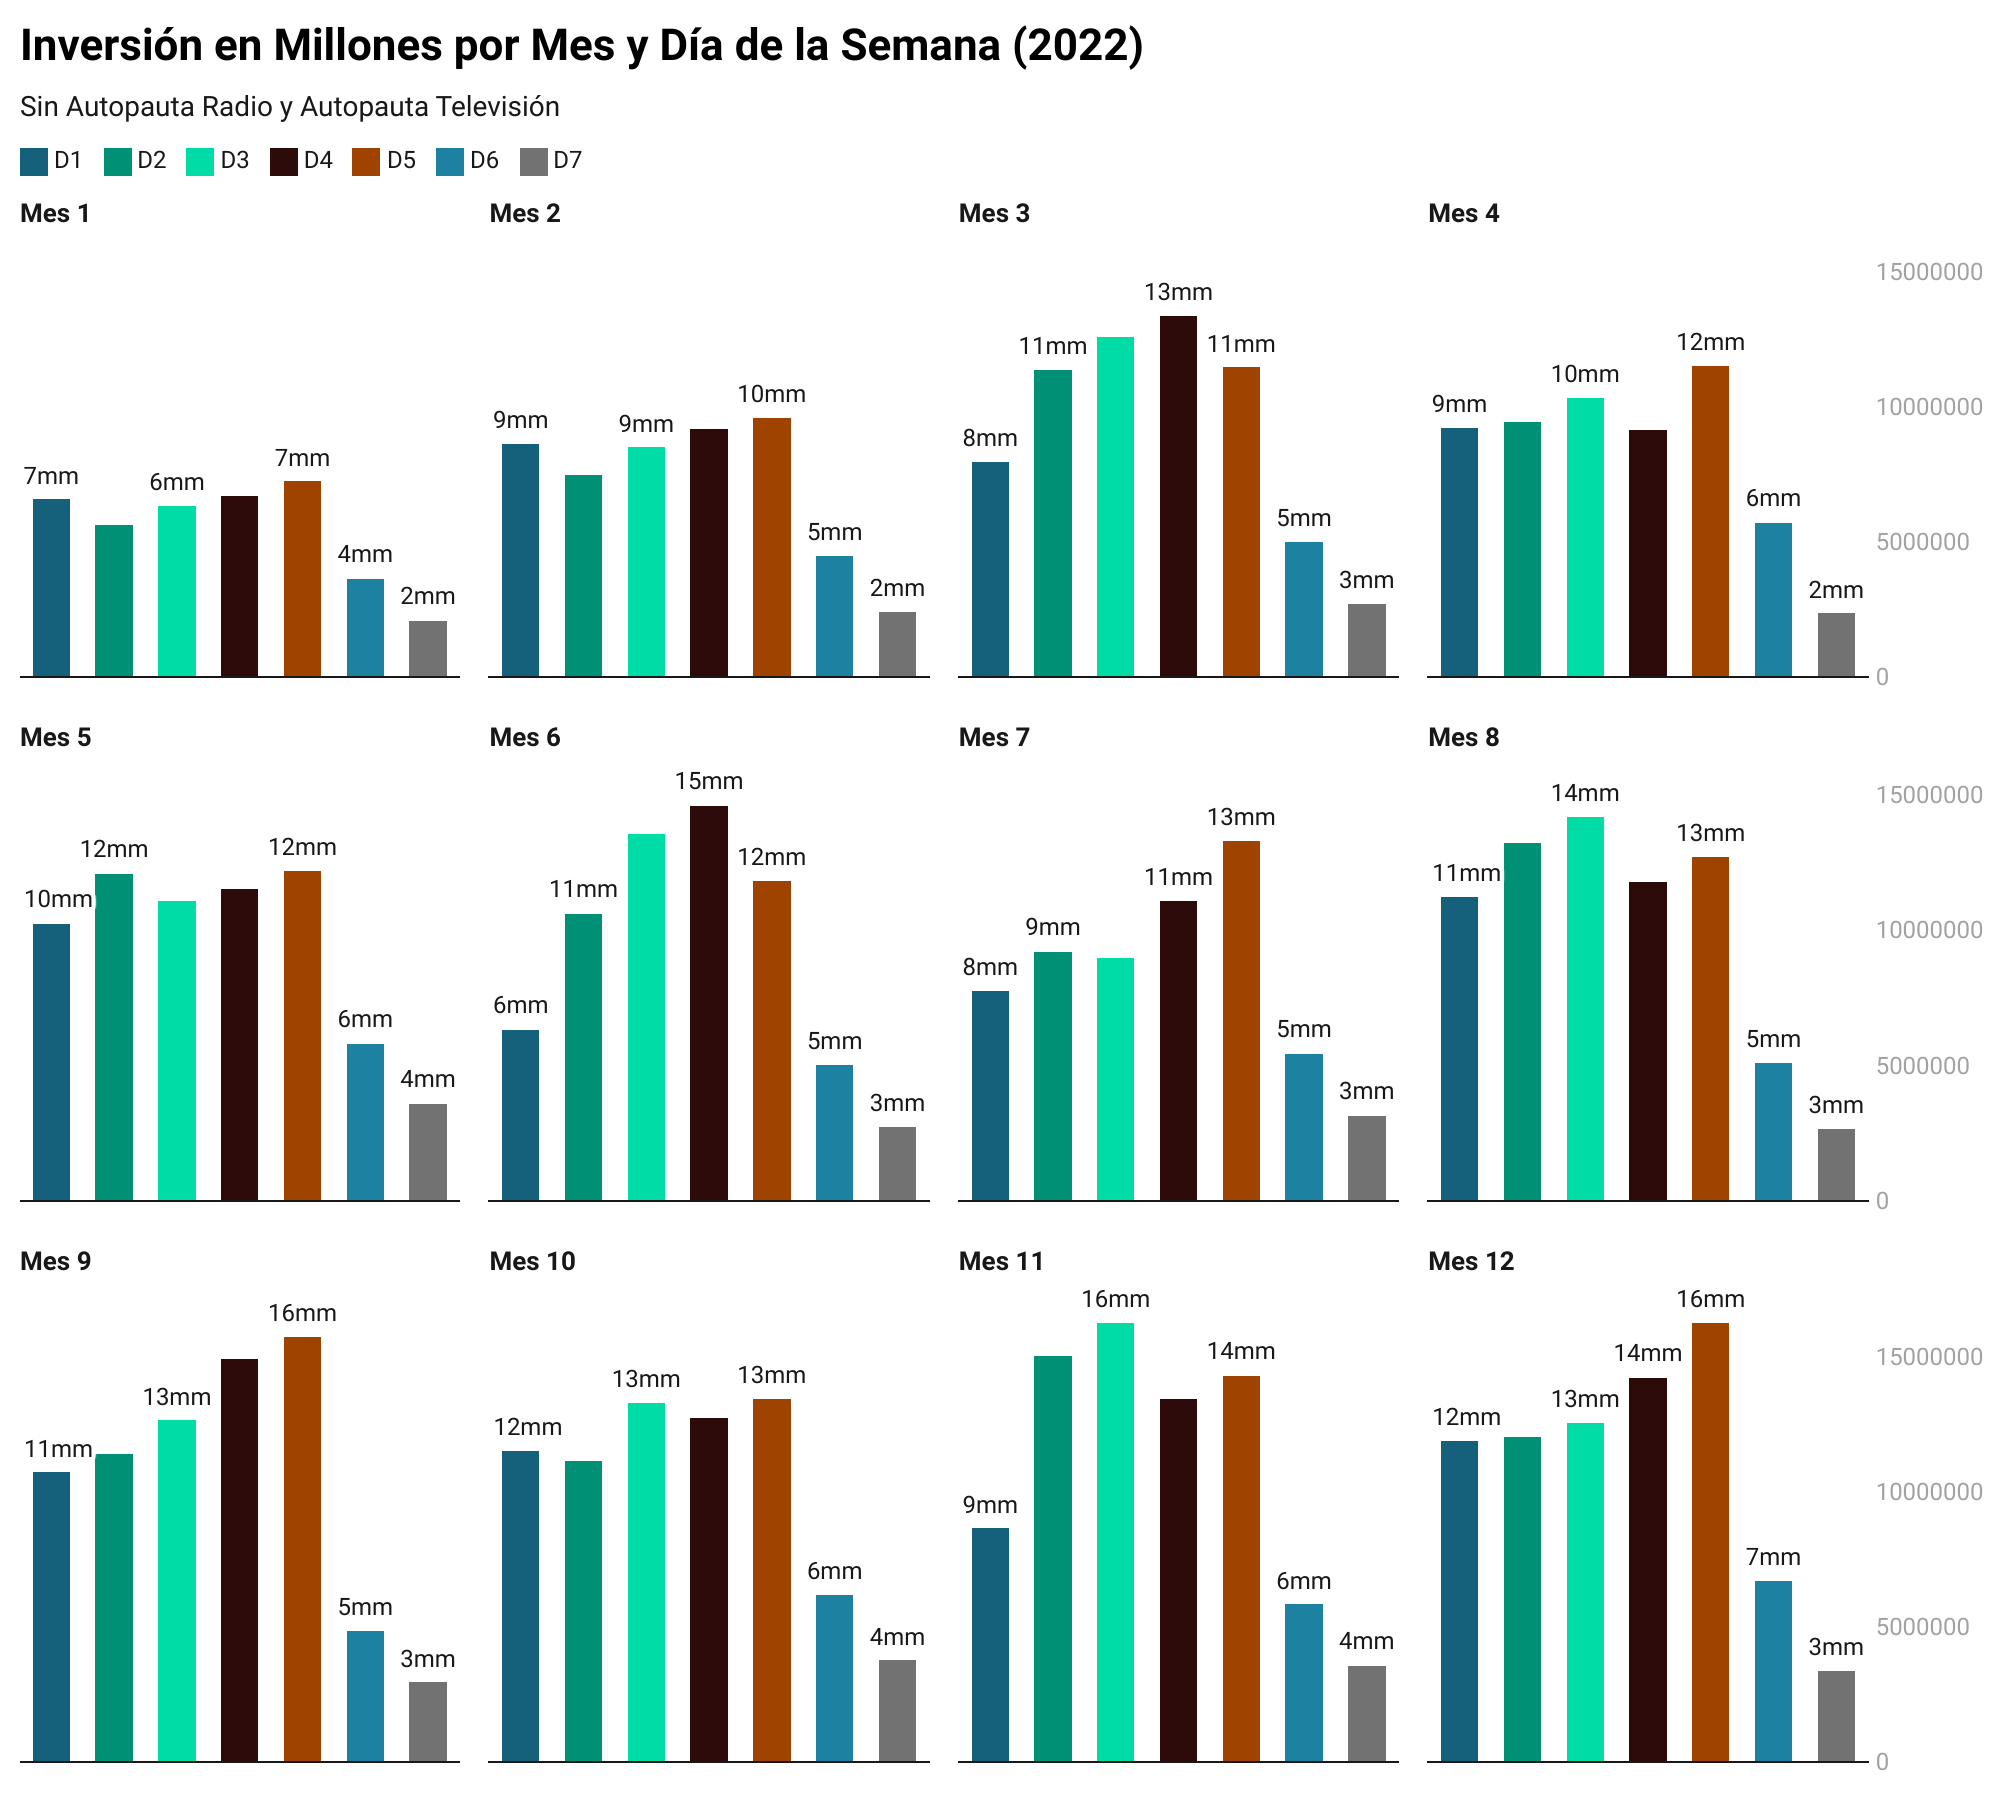 Inversión en Millones por Mes y Día de la Semana (2022)
Sin Autopauta Radio y Autopauta Televisión
D1 D2 D3 D4 D5 D6 D7
Mes 1
7mm 6mm 7mm 4mm 2mm
Mes 2
9mm 9mm 10mm 5mm 2mm
Mes 3
8mm 11mm 13mm 11mm 5mm 3mm
Mes 4
9mm 10mm 12mm 6mm 2mm
15000000
10000000
5000000
0
Mes 5
10mm 12mm 12mm 6mm 4mm
Mes 6
6mm 11mm 15mm 12mm 5mm 3mm
Mes 7
8mm 9mm 11mm 13mm 5mm 3mm
Mes 8
11mm 14mm 13mm 5mm 3mm
15000000
10000000
5000000
0
Mes 9
11mm 13mm 16mm 5mm 3mm
Mes 10
12mm 13mm 13mm 6mm 4mm
Mes 11
9mm 16mm 14mm 6mm 4mm
Mes 12
12mm 13mm 14mm 16mm 7mm 3mm
15000000
10000000
5000000
0